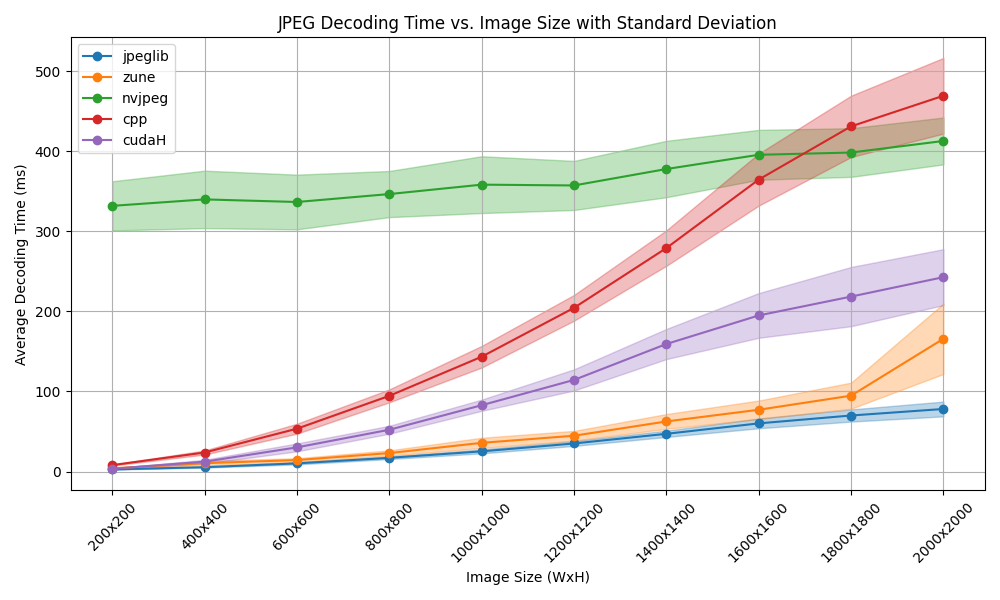 JPEG Decoding Time vs. Image Size with Standard Deviation
jpeglib
zune
nvjpeg
cpp
cudaH
Average Decoding Time (ms)
500
400
300
200
100
0
200x200
400x400
600x600
800x800
1000x1000
1200x1200
1400x1400
1600x1600
1800x1800
2000x2000
Image Size (WxH)